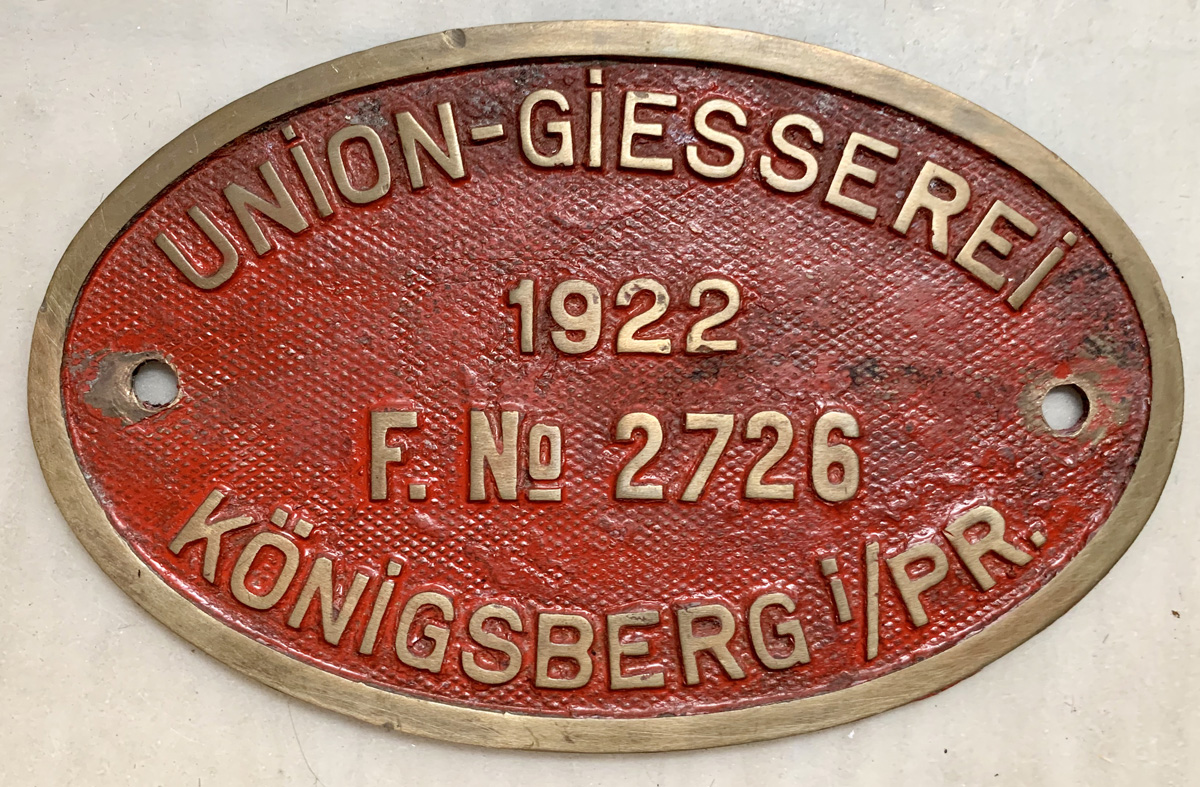 UNiON-GiESSEREi
1922
F. No 2726
KÖNiGSBERG i/PR.